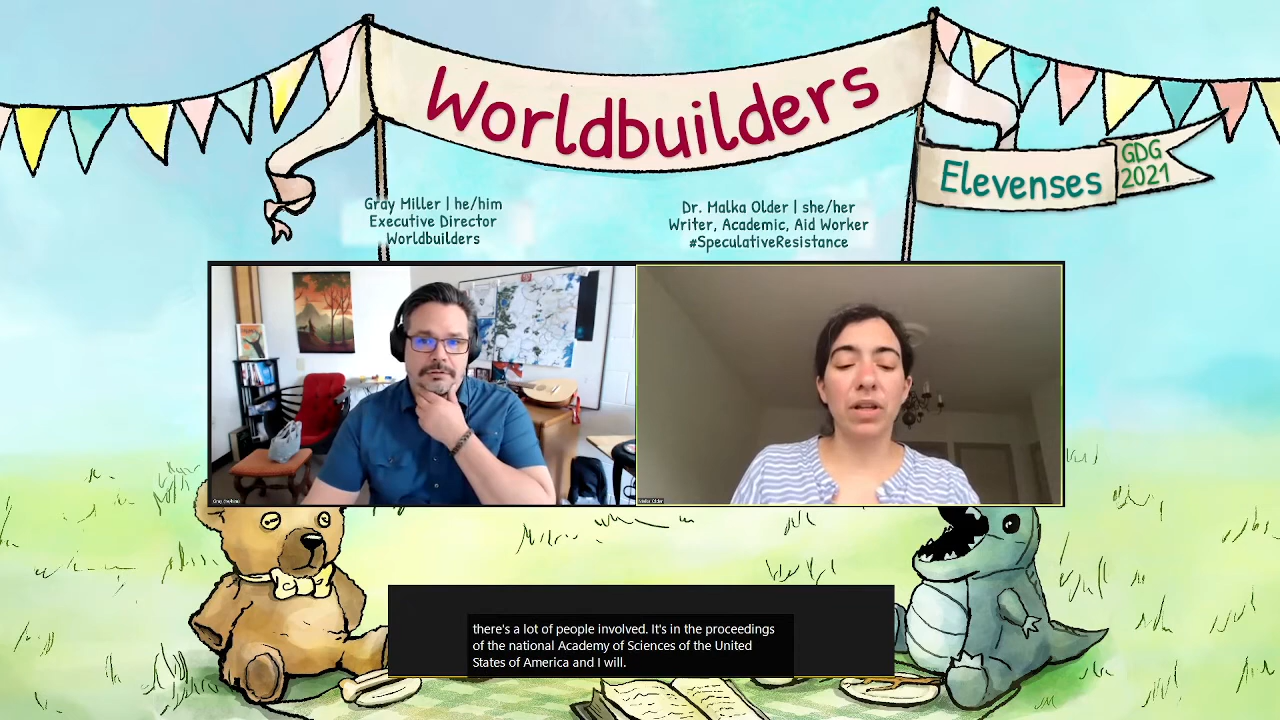 Worldbuilders
Elevenses
GDG
2021
Gray Miller | he/him
Executive Director
Worldbuilders
Dr. Malka Older | she/her
Writer, Academic, Aid Worker
#SpeculativeResistance
Malka Older
there's a lot of people involved. It's in the proceedings
of the national Academy of Sciences of the United
States of America and I will.